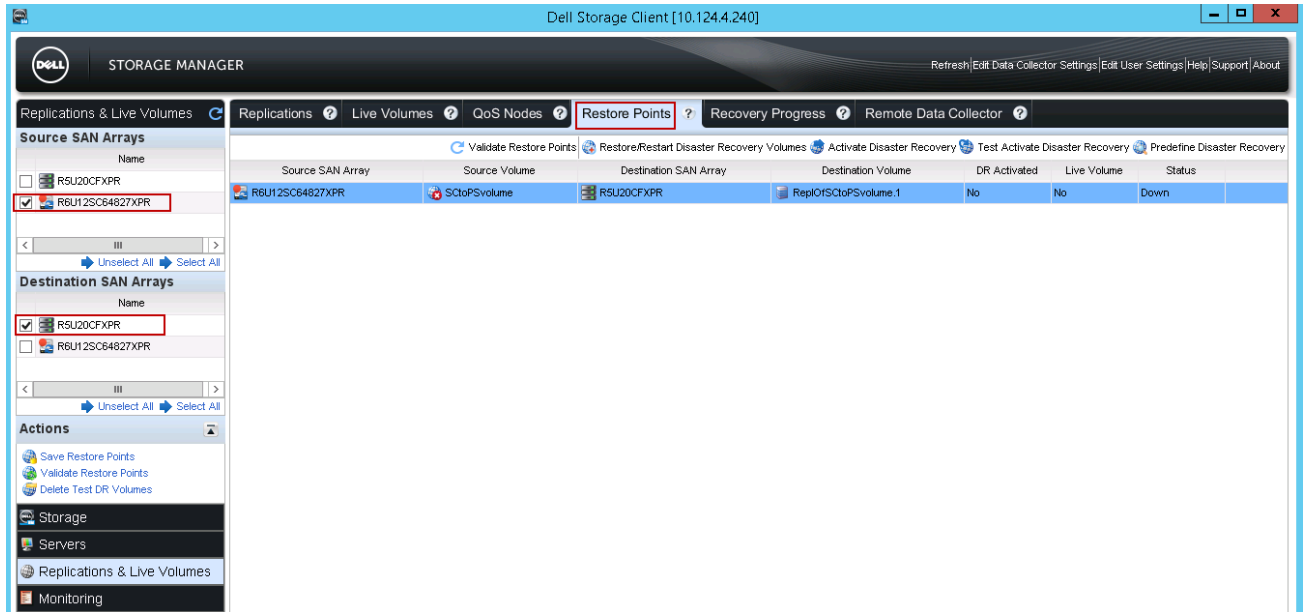 Dell Storage Client [10.124.4.240]
DELL STORAGE MANAGER
Refresh|Edit Data Collector Settings|Edit User Settings|Help|Support|About
Replications & Live Volumes
Replications ? Live Volumes ? QoS Nodes ? Restore Points ? Recovery Progress ? Remote Data Collector ?
Source SAN Arrays
Name
R5U20CFXPR
R6U12SC64827XPR
Unselect All Select All
Destination SAN Arrays
Name
R5U20CFXPR
R6U12SC64827XPR
Unselect All Select All
Actions
Save Restore Points
Validate Restore Points
Delete Test DR Volumes
Storage
Servers
Replications & Live Volumes
Monitoring
Validate Restore Points Restore/Restart Disaster Recovery Volumes Activate Disaster Recovery Test Activate Disaster Recovery Predefine Disaster Recovery
Source SAN Array Source Volume Destination SAN Array Destination Volume DR Activated Live Volume Status
R6U12SC64827XPR SCtoPSvolume R5U20CFXPR ReplOfSCtoPSvolume.1 No No Down